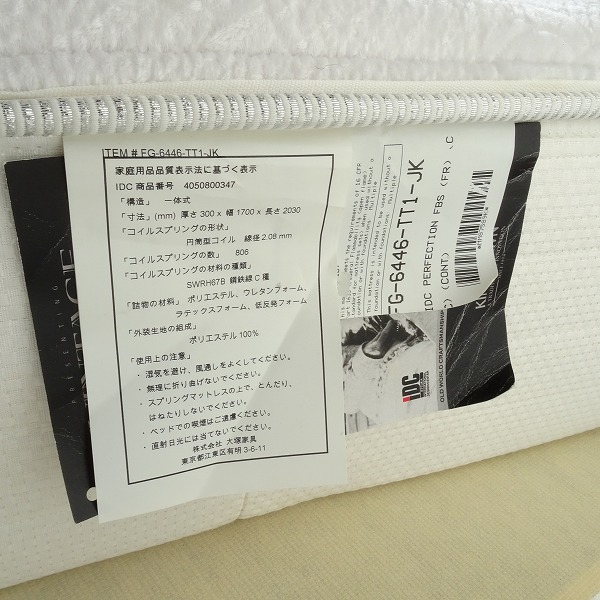 ITEM # FG-6446-TT1-JK
家庭用品品質表示法に基づく表示
IDC 商品番号 4050800347
「構造」 一体式
「寸法」(mm) 厚さ 300 x 幅 1700 x 長さ 2030
「コイルスプリングの形状」
円筒型コイル 線径 2.08 mm
「コイルスプリングの数」 806
「コイルスプリングの材料の種類」
SWRH67B 鋼鉄線 C 種
「詰物の材料」 ポリエステル、ウレタンフォーム、
ラテックスフォーム、低反発フォーム
「外装生地の組成」
ポリエステル 100%
「使用上の注意」
・ 湿気を避け、風通しをよくしてください。
・ 無理に折り曲げないでください。
・ スプリングマットレスの上で、とんだり、
はねたりしないでください。
・ ベッドでの喫煙はご遠慮ください。
・ 直射日光には当てないでください。
株式会社 大塚家具
東京都江東区有明 3-6-11
PRESENTING
FG-6446-TT1-JK
IDC PERFECTION FBS (FR) ,C
(CONT)
OLD WORLD CRAFTSMANSHIP
iDC